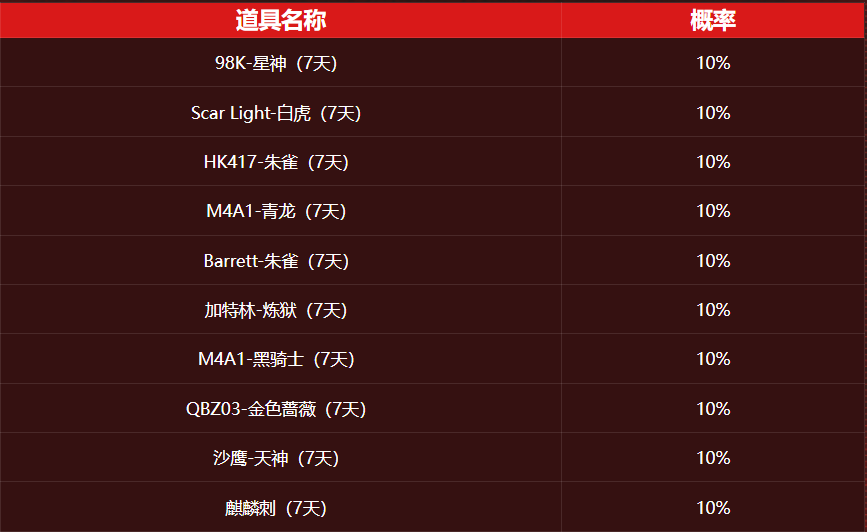 道具名称 概率
98K-星神（7天） 10%
Scar Light-白虎（7天） 10%
HK417-朱雀（7天） 10%
M4A1-青龙（7天） 10%
Barrett-朱雀（7天） 10%
加特林-炼狱（7天） 10%
M4A1-黑骑士（7天） 10%
QBZ03-金色蔷薇（7天） 10%
沙鹰-天神（7天） 10%
麒麟刺（7天） 10%